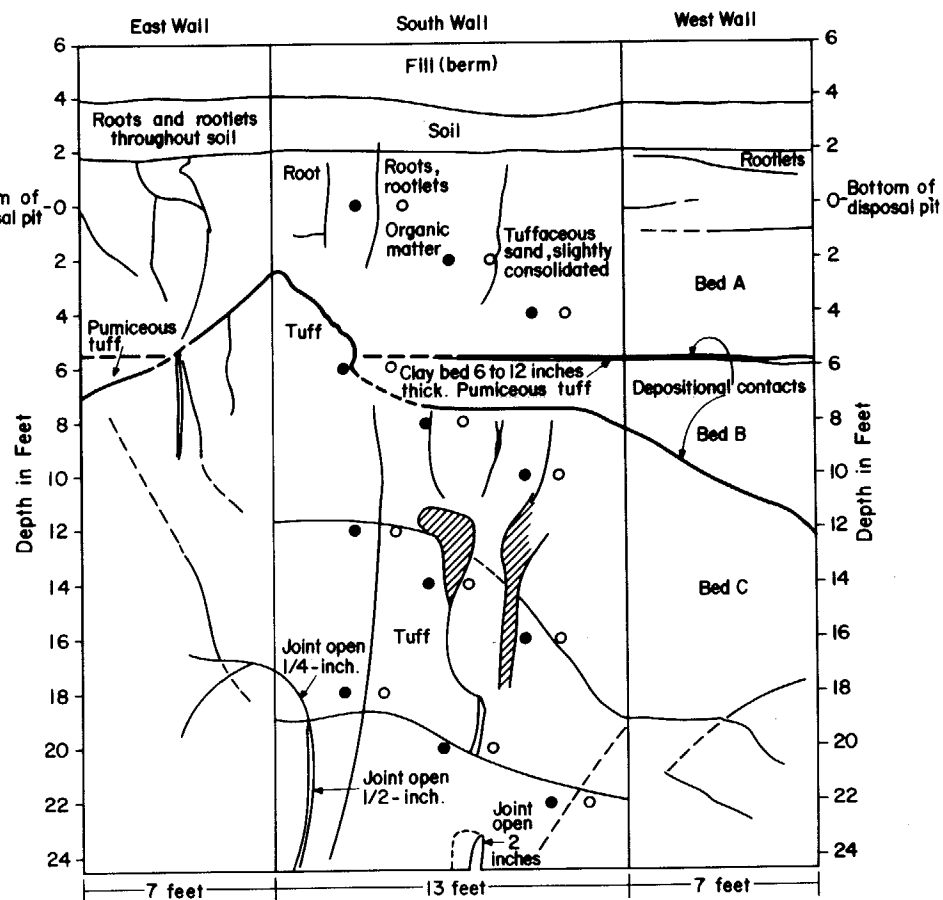 East Wall
South Wall
West Wall
6
6
Fill (berm)
4
4
Roots and rootlets
throughout soil
Soil
2
2
Rootlets
Root
Roots,
rootlets
m of
sal pit
0
0
Bottom of
disposal pit
Organic
matter
Tuffaceous
sand, slightly
consolidated
2
2
Bed A
4
4
Pumiceous
tuff
Tuff
6
6
Clay bed 6 to 12 inches
thick. Pumiceous tuff
Depositional contacts
8
8
Bed B
10
10
12
12
Depth in Feet
Depth in Feet
14
14
Bed C
16
16
Tuff
Joint open
1/4-inch.
18
18
20
20
Joint open
1/2-inch.
22
22
Joint
open
2
inches
24
24
7 feet
13 feet
7 feet